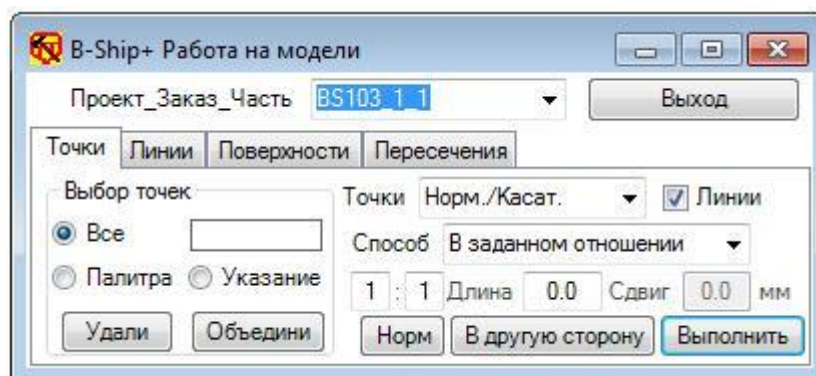 B-Ship+ Работа на модели
Проект_Заказ_Часть BS103_1_1 Выход
Точки Линии Поверхности Пересечения
Выбор точек Точки Норм./Касат. Линии
Все Способ В заданном отношении
Палитра Указание 1 : 1 Длина 0.0 Сдвиг 0.0 мм
Удали Объедини Норм В другую сторону Выполнить